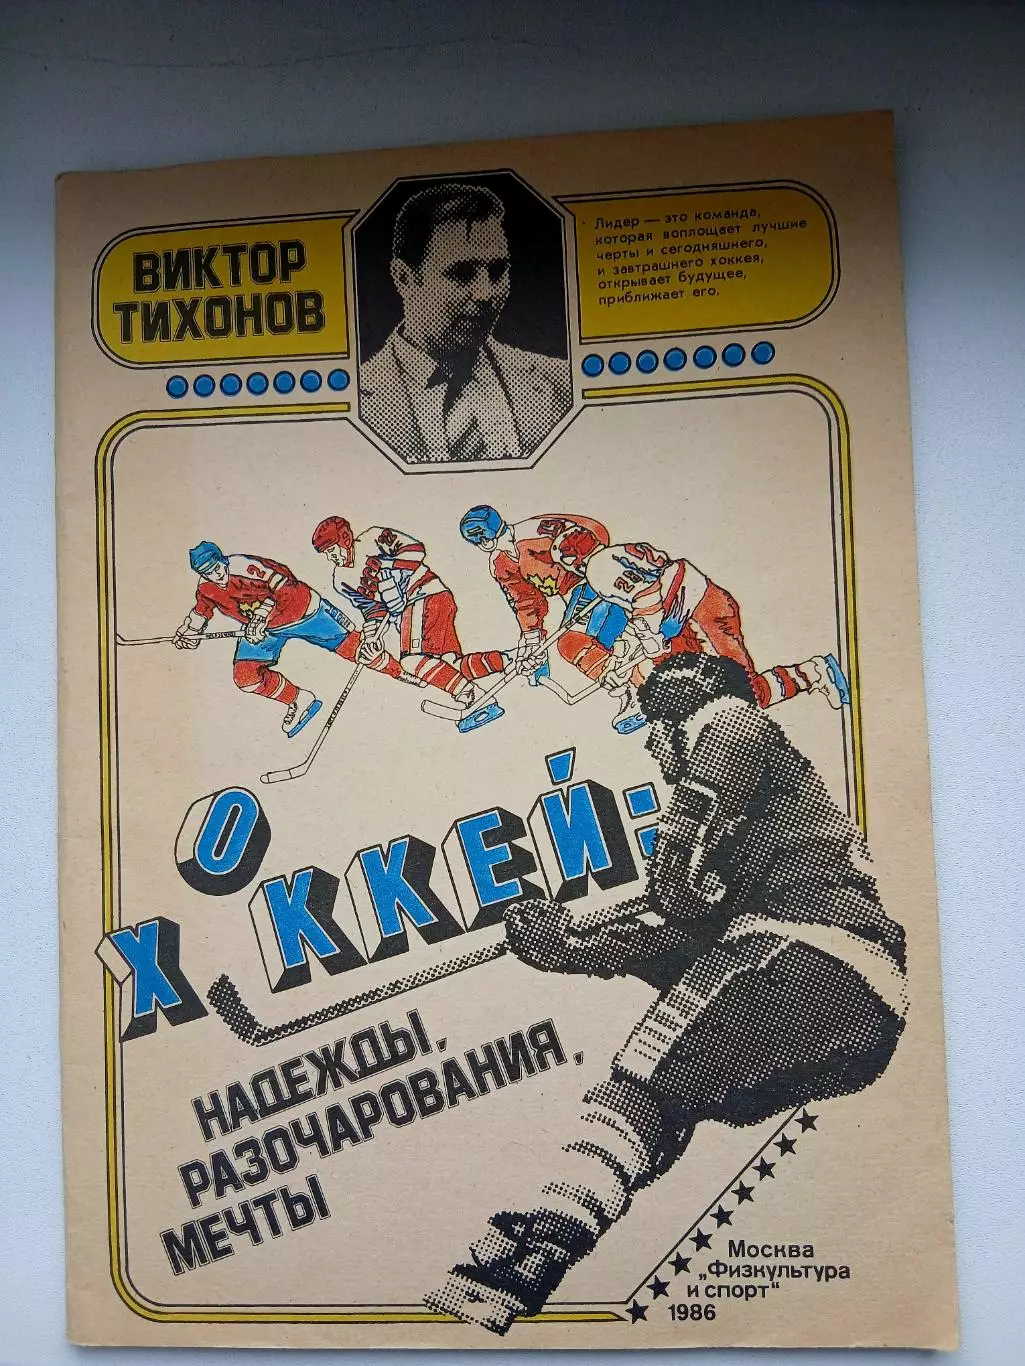 ВИКТОР
ТИХОНОВ
Лидер — это команда,
которая воплощает лучшие
черты и сегодняшнего,
и завтрашнего хоккея,
открывает будущее,
приближает его.
ХОККЕЙ:
НАДЕЖДЫ,
РАЗОЧАРОВАНИЯ,
МЕЧТЫ
Москва
„Физкультура
и спорт"
1986